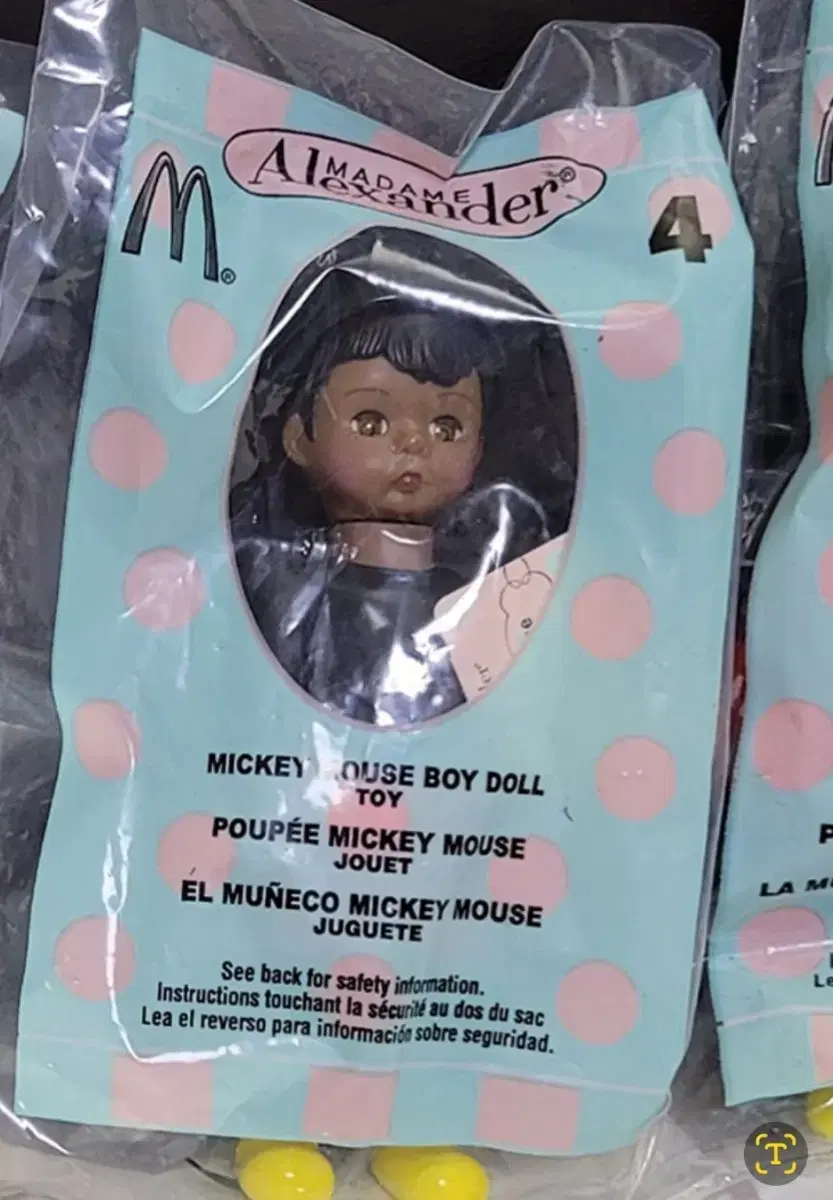 MADAME
Alexander®
M®
4
MICKEY MOUSE BOY DOLL
TOY
POUPÉE MICKEY MOUSE
JOUET
EL MUÑECO MICKEY MOUSE
JUGUETE
See back for safety information.
Instructions touchant la sécurité au dos du sac
Lea el reverso para información sobre seguridad.
LA